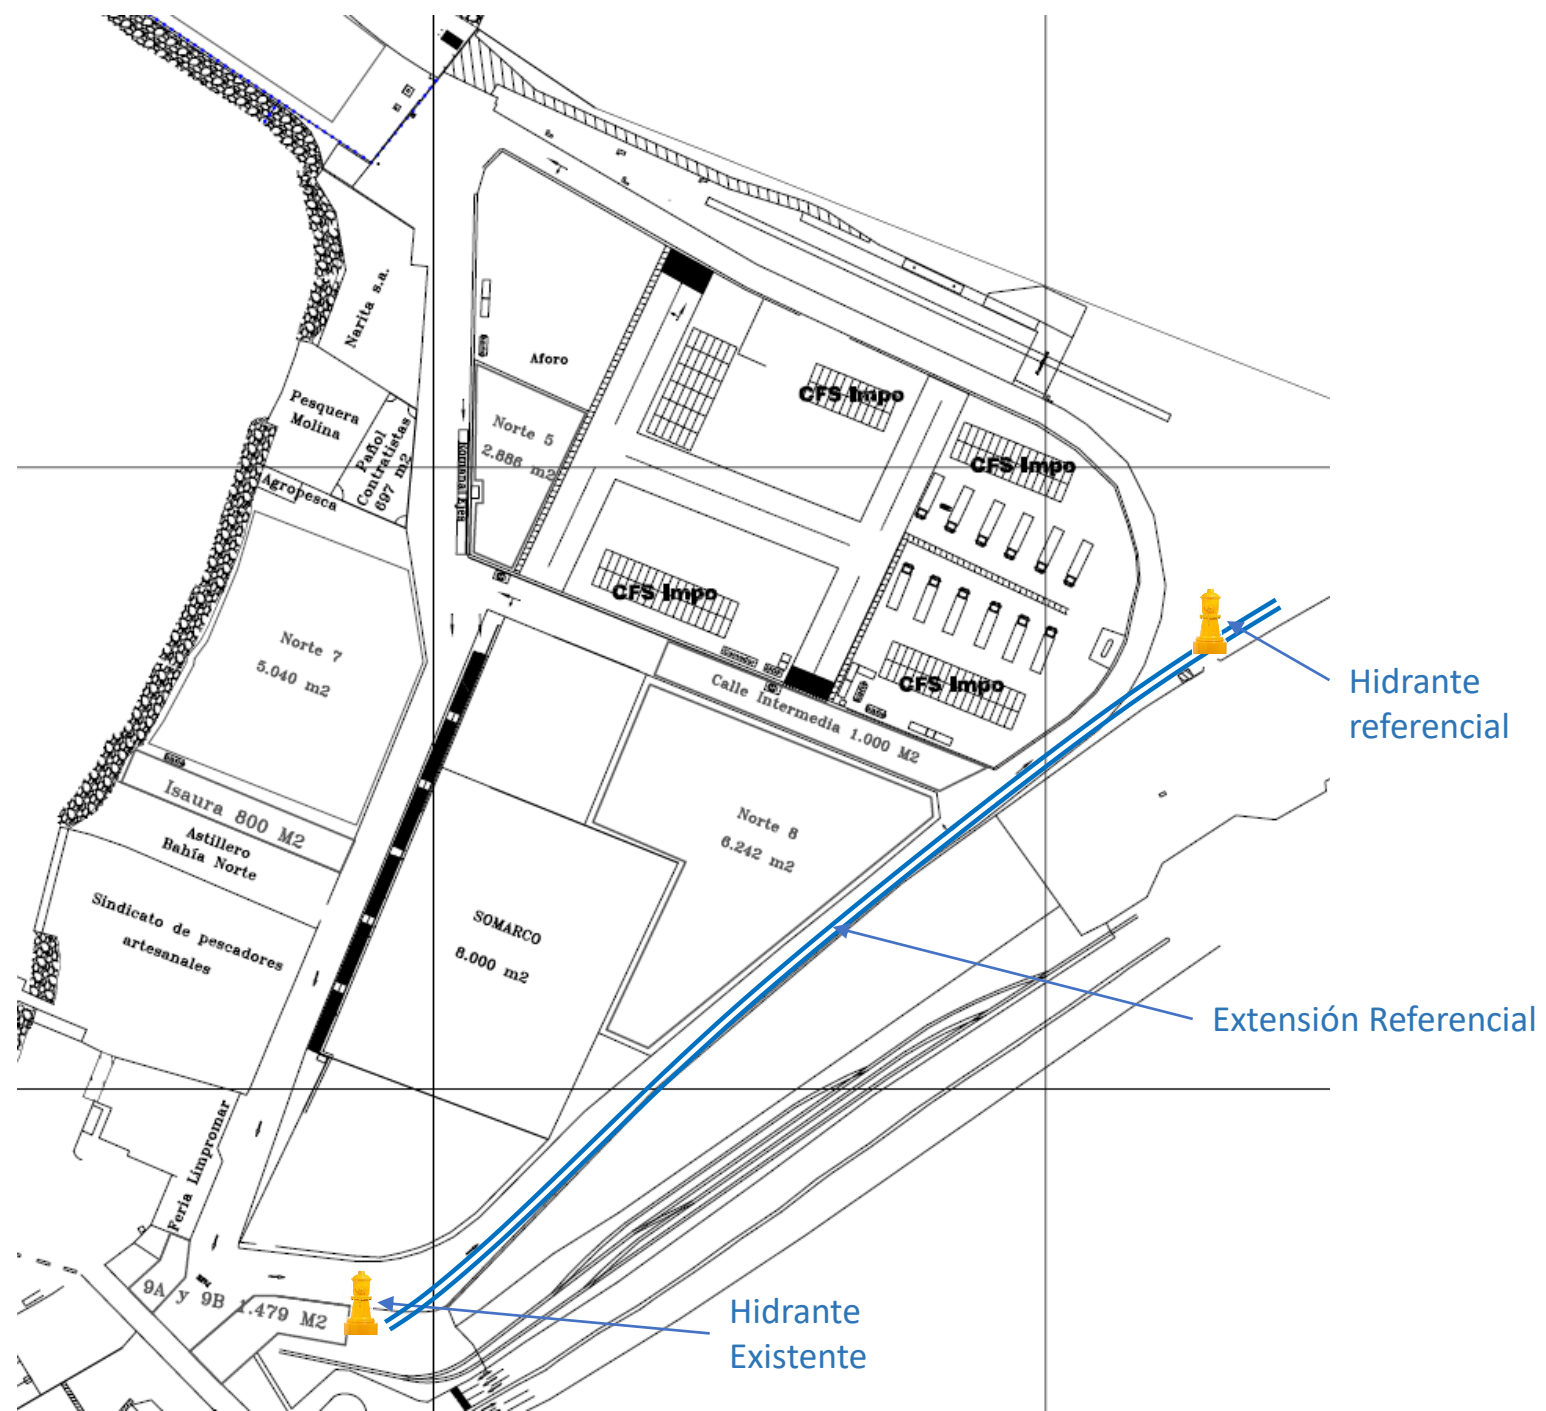 Narita s.a.
Aforo
CFS Impo
Pesquera
Molina
Pañol
Contratistas
697 m2
Norte 5
2.886 m2
CFS Impo
Agropesca
CFS Impo
Norte 7
5.040 m2
Hidrante
referencial
CFS Impo
Calle Intermedia 1.000 M2
Isaura 800 M2
Astillero
Bahía Norte
Norte 8
6.242 m2
Sindicato de pescadores
artesanales
SOMARCO
8.000 m2
Extensión Referencial
Feria Limpromar
9A y 9B 1.479 M2
Hidrante
Existente